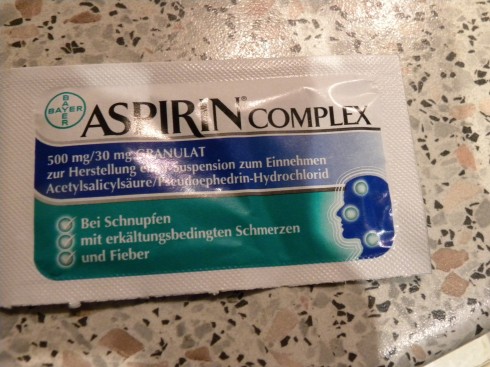 BAYER
BAYER
ASPIRIN® COMPLEX
500 mg/30 mg GRANULAT
zur Herstellung einer Suspension zum Einnehmen
Acetylsalicylsäure/Pseudoephedrin-Hydrochlorid
Bei Schnupfen
mit erkältungsbedingten Schmerzen
und Fieber